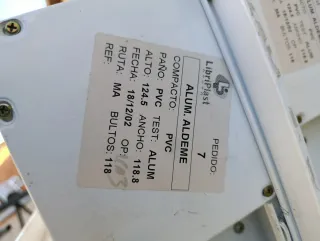 LibriPlast
PEDIDO:
7
ALUM. ALDEME
COMPACTO: PVC
PAÑO: PVC TEST: ALUM
ALTO: 124.5 ANCHO: 118.8
FECHA: 18/12/02 OP:
RUTA: MA BULTOS: 118
REF: